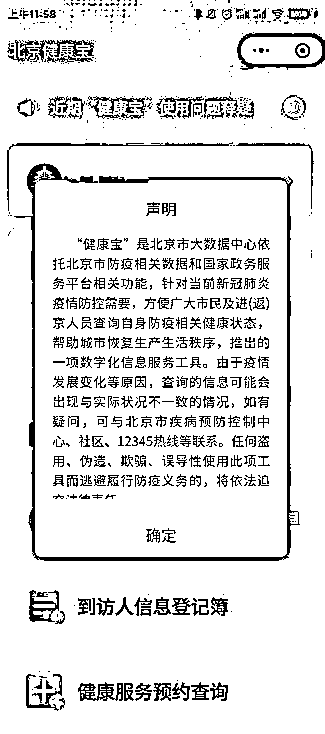 上午11:58
北京健康宝
近期“健康宝”使用问题答疑
声明
“健康宝”是北京市大数据中心依
托北京市防疫相关数据和国家政务服
务平台相关功能，针对当前新冠肺炎
疫情防控需要，方便广大市民及进(返)
京人员查询自身防疫相关健康状态，
帮助城市恢复生产生活秩序，推出的
一项数字化信息服务工具。由于疫情
发展变化等原因，查询的信息可能会
出现与实际状况不一致的情况，如有
疑问，可与北京市疾病预防控制中
心、社区、12345热线等联系。任何盗
用、伪造、欺骗、误导性使用此项工
具而逃避履行防疫义务的，将依法追
究法律责任
确定
到访人信息登记簿
健康服务预约查询